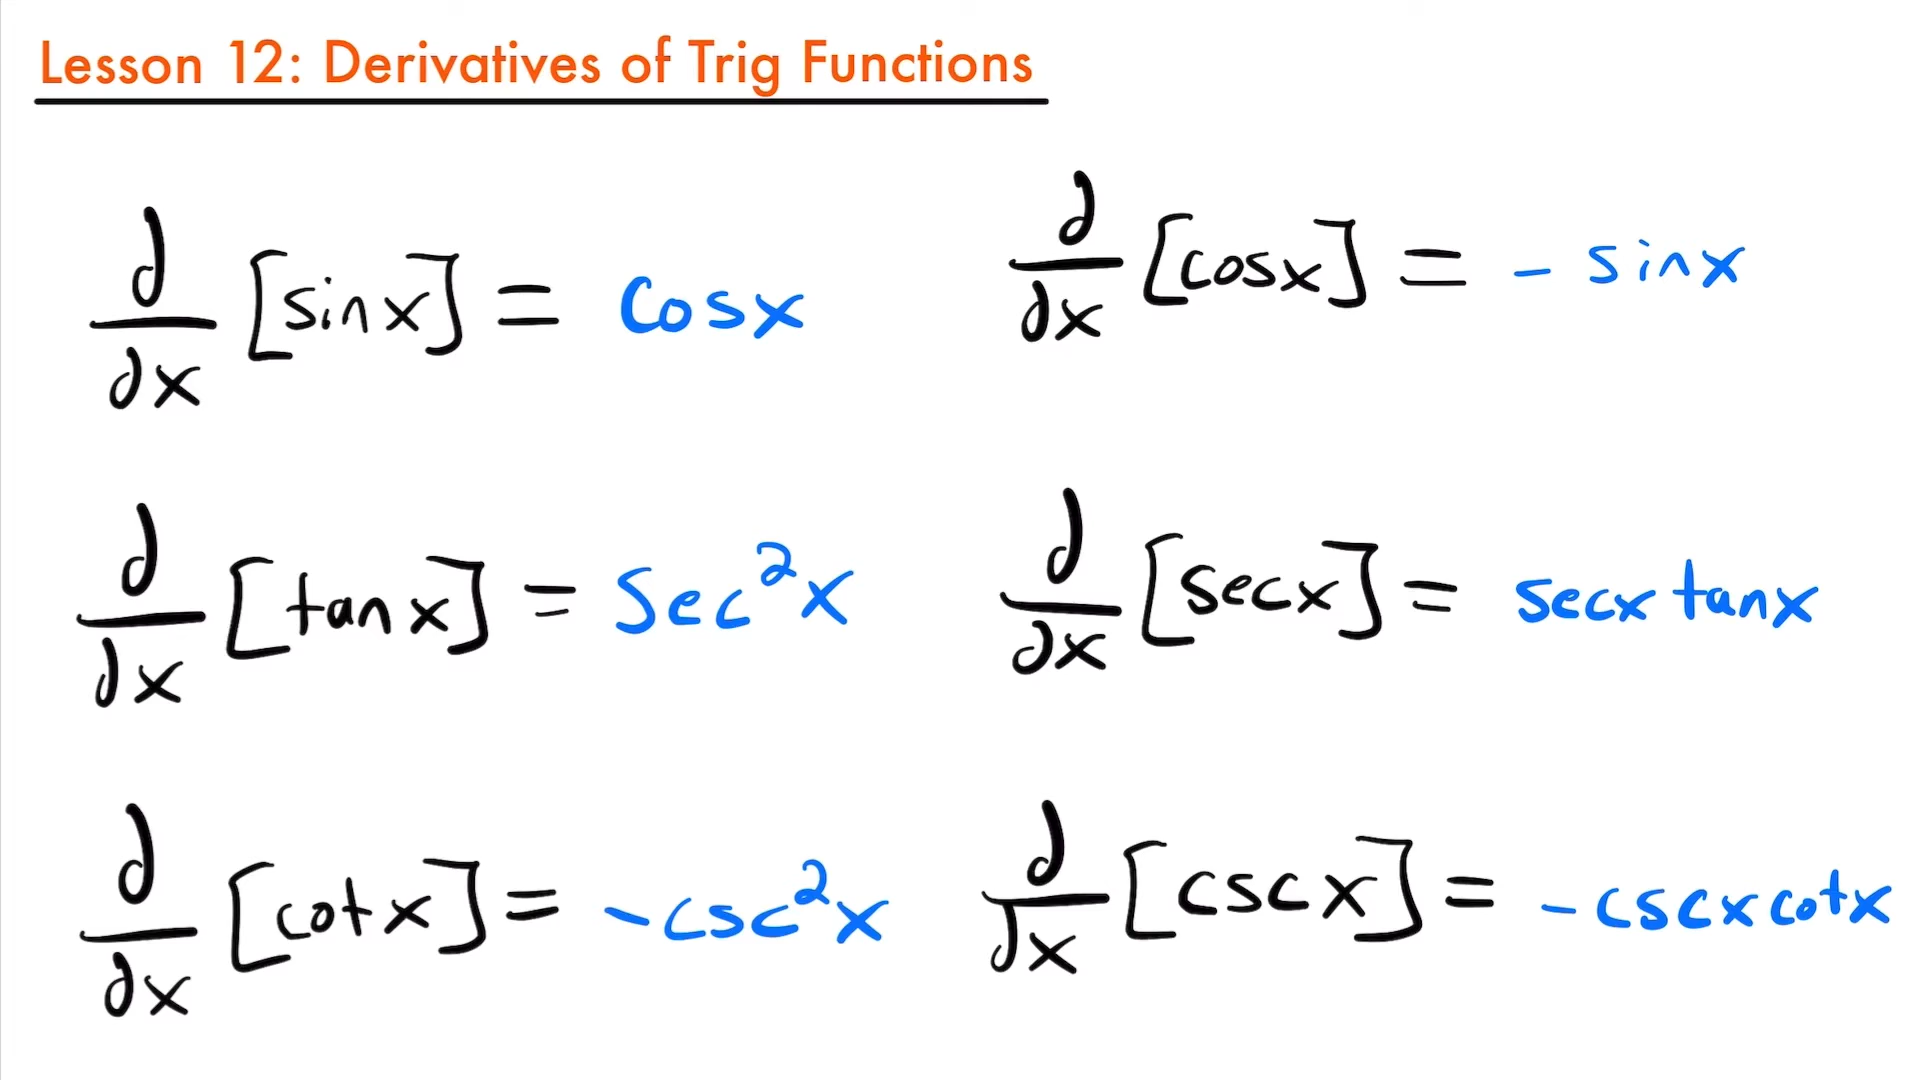 Lesson 12: Derivatives of Trig Functions
d/dx [sinx] = cosx
d/dx [cosx] = - sinx
d/dx [tanx] = sec²x
d/dx [secx] = secx tanx
d/dx [cotx] = -csc²x
d/dx [cscx] = - cscxcotx